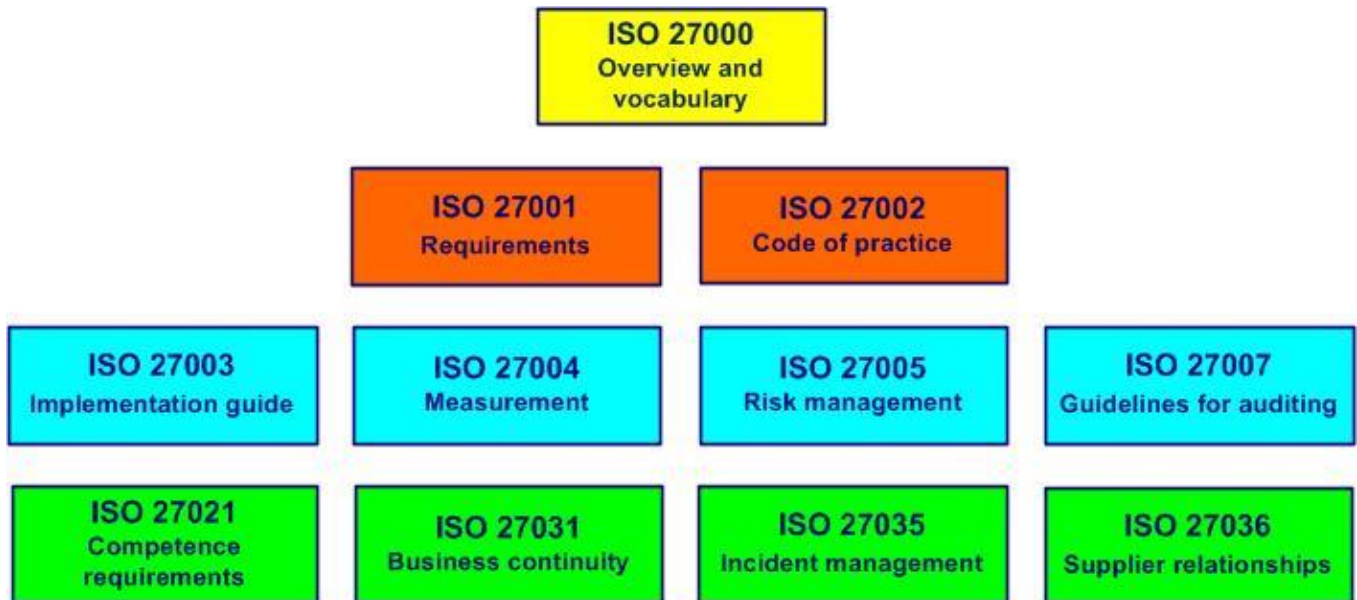 ISO 27000
Overview and
vocabulary
ISO 27001
Requirements
ISO 27002
Code of practice
ISO 27003
Implementation guide
ISO 27004
Measurement
ISO 27005
Risk management
ISO 27007
Guidelines for auditing
ISO 27021
Competence
requirements
ISO 27031
Business continuity
ISO 27035
Incident management
ISO 27036
Supplier relationships